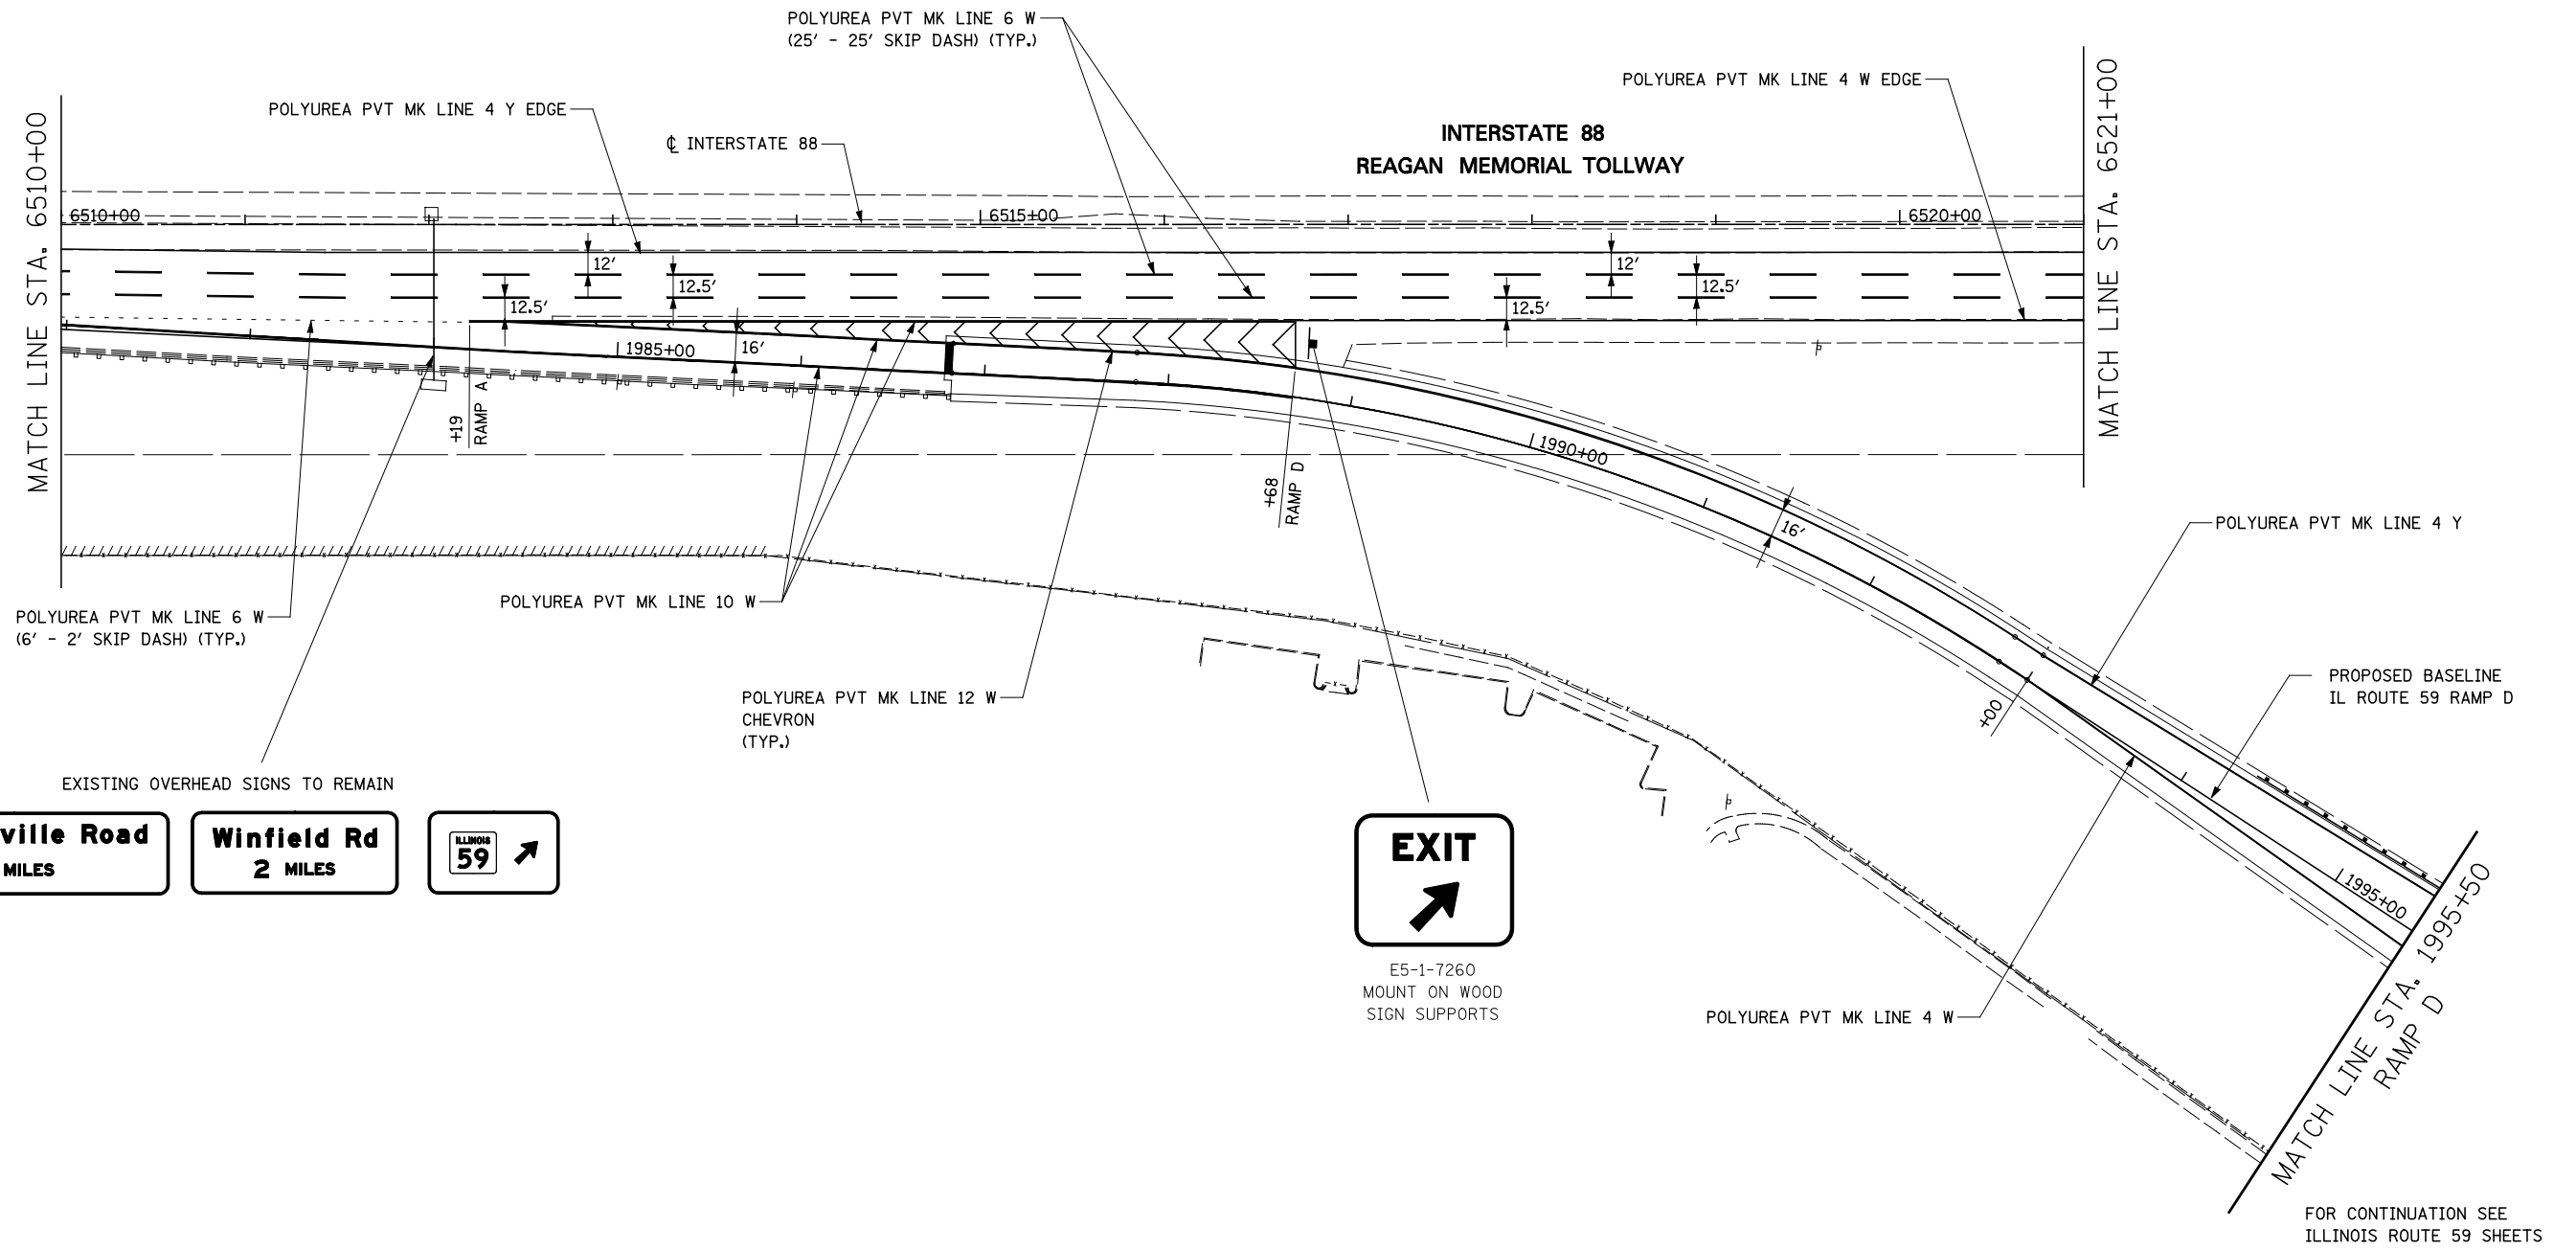 POLYUREA PVT MK LINE 6 W
(25' - 25' SKIP DASH) (TYP.)
POLYUREA PVT MK LINE 4 W EDGE
POLYUREA PVT MK LINE 4 Y EDGE
℄ INTERSTATE 88
INTERSTATE 88
REAGAN MEMORIAL TOLLWAY
MATCH LINE STA. 6510+00
MATCH LINE STA. 6521+00
6510+00
6515+00
6520+00
12'
12.5'
12.5'
12'
12.5'
12.5'
1985+00
16'
+19
RAMP A
+68
RAMP D
1990+00
16'
POLYUREA PVT MK LINE 4 Y
POLYUREA PVT MK LINE 10 W
POLYUREA PVT MK LINE 6 W
(6' - 2' SKIP DASH) (TYP.)
POLYUREA PVT MK LINE 12 W
CHEVRON
(TYP.)
+00
PROPOSED BASELINE
IL ROUTE 59 RAMP D
EXISTING OVERHEAD SIGNS TO REMAIN
ville Road
MILES
Winfield Rd
2 MILES
ILLINOIS
59
EXIT
E5-1-7260
MOUNT ON WOOD
SIGN SUPPORTS
1995+00
POLYUREA PVT MK LINE 4 W
MATCH LINE STA. 1995+50
RAMP D
FOR CONTINUATION SEE
ILLINOIS ROUTE 59 SHEETS